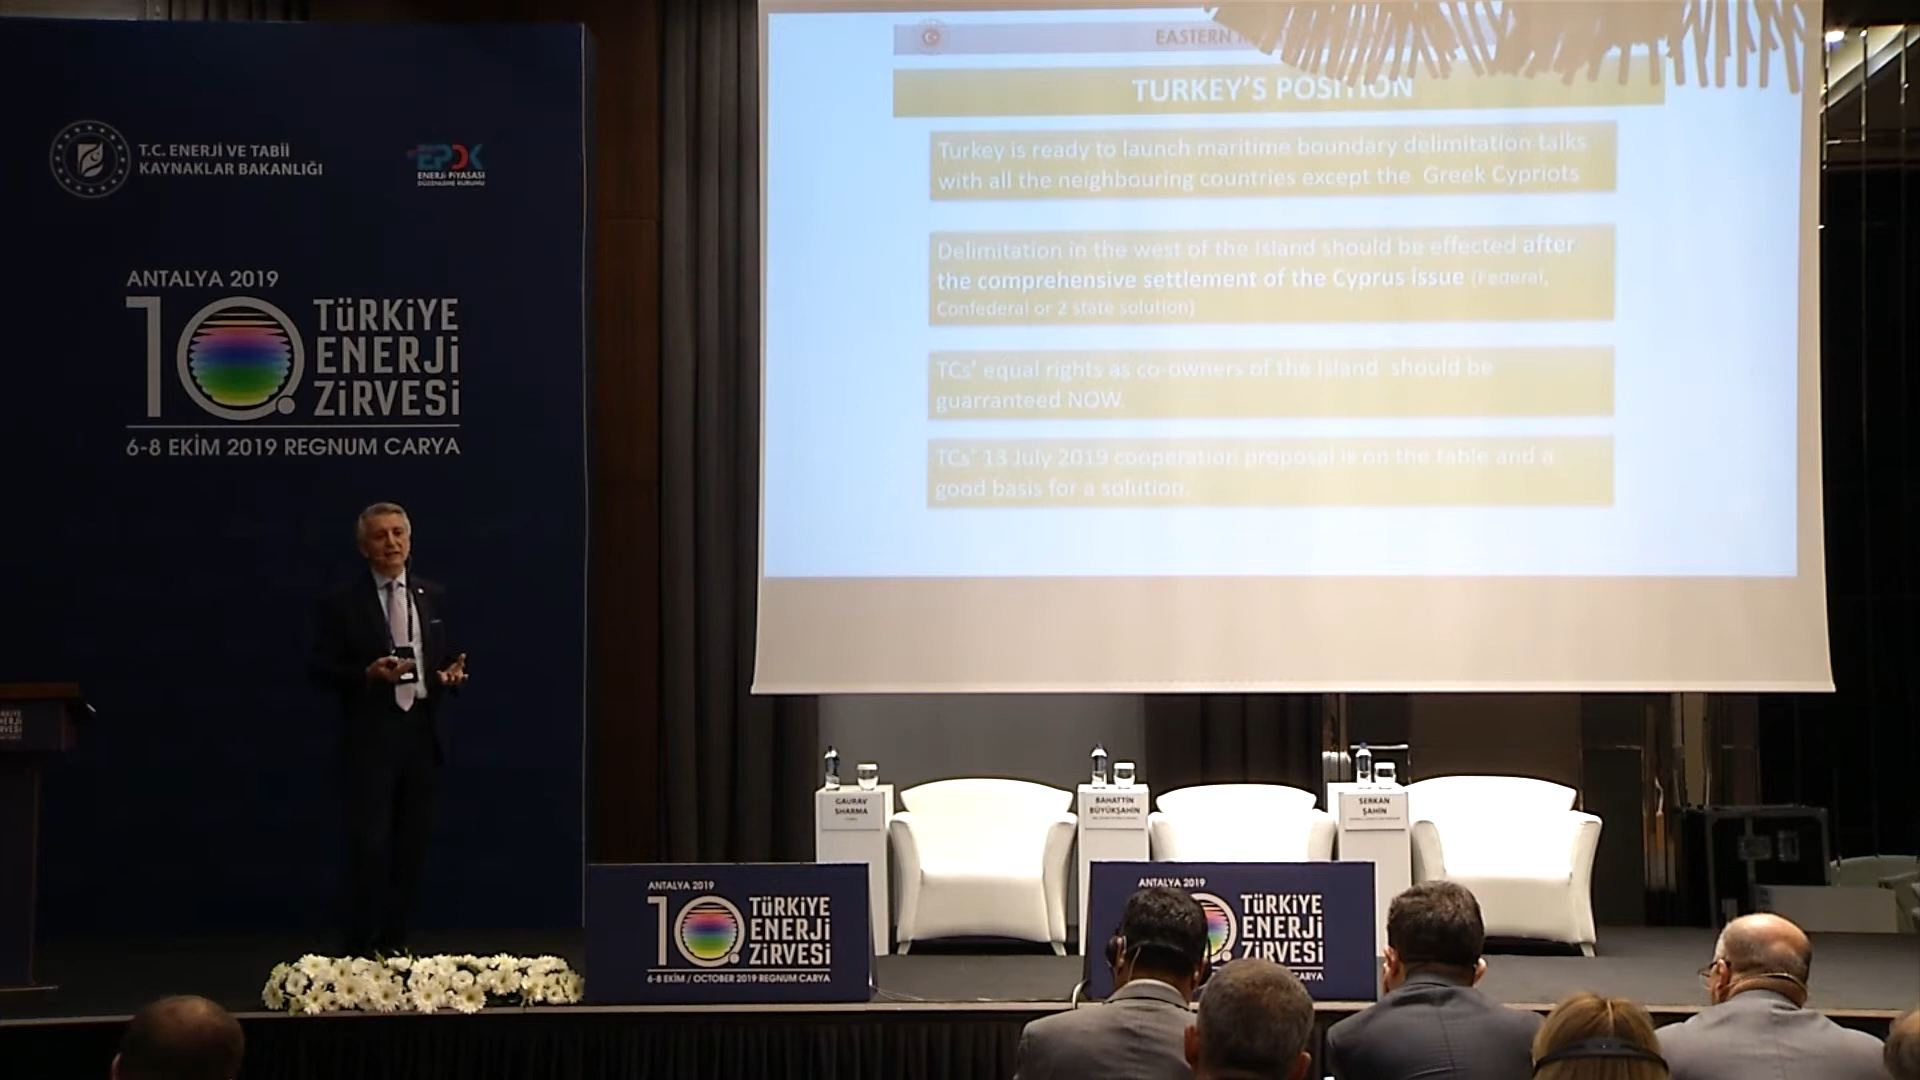 T.C. ENERJİ VE TABİİ
KAYNAKLAR BAKANLIĞI
EPDK
ENERJİ PİYASASI
DÜZENLEME KURUMU
ANTALYA 2019
10. TÜRKİYE
ENERJİ
ZİRVESİ
6-8 EKİM 2019 REGNUM CARYA
EASTERN
TURKEY'S POSITION
Turkey is ready to launch maritime boundary delimitation talks
with all the neighbouring countries except the Greek Cypriots
Delimitation in the west of the Island should be effected after
the comprehensive settlement of the Cyprus issue (Federal,
Confederal or 2 state solution)
TCs' equal rights as co-owners of the Island should be
guarranteed NOW.
TCs' 13 July 2019 cooperation proposal is on the table and a
good basis for a solution.
GAURAV
SHARMA
BAHATTİN
BÜYÜKŞAHİN
SERKAN
ŞAHİN
ANTALYA 2019
10. TÜRKİYE
ENERJİ
ZİRVESİ
6-8 EKİM / OCTOBER 2019 REGNUM CARYA
ANTALYA 2019
TÜRKİYE
ENERJİ
ZİRVESİ
CARYA